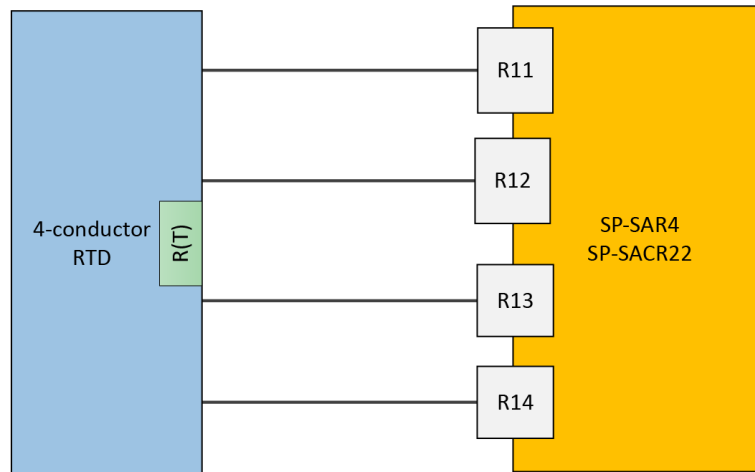 4-conductor
RTD
R(T)
R11
R12
R13
R14
SP-SAR4
SP-SACR22